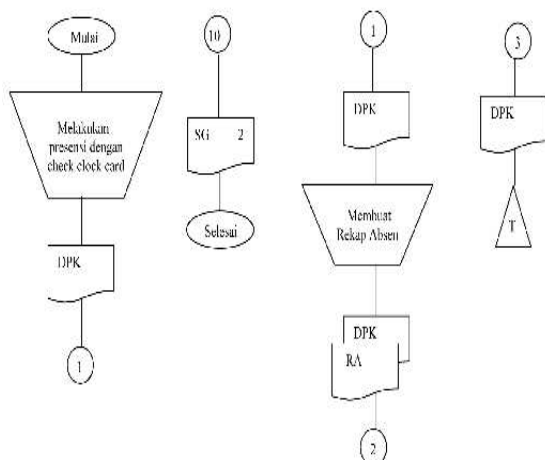 Mulai
Melakukan
presensi dengan
check clock card
DPK
1
10
SG 2
Selesai
1
DPK
Membuat
Rekap Absen
DPK
RA
2
3
DPK
T